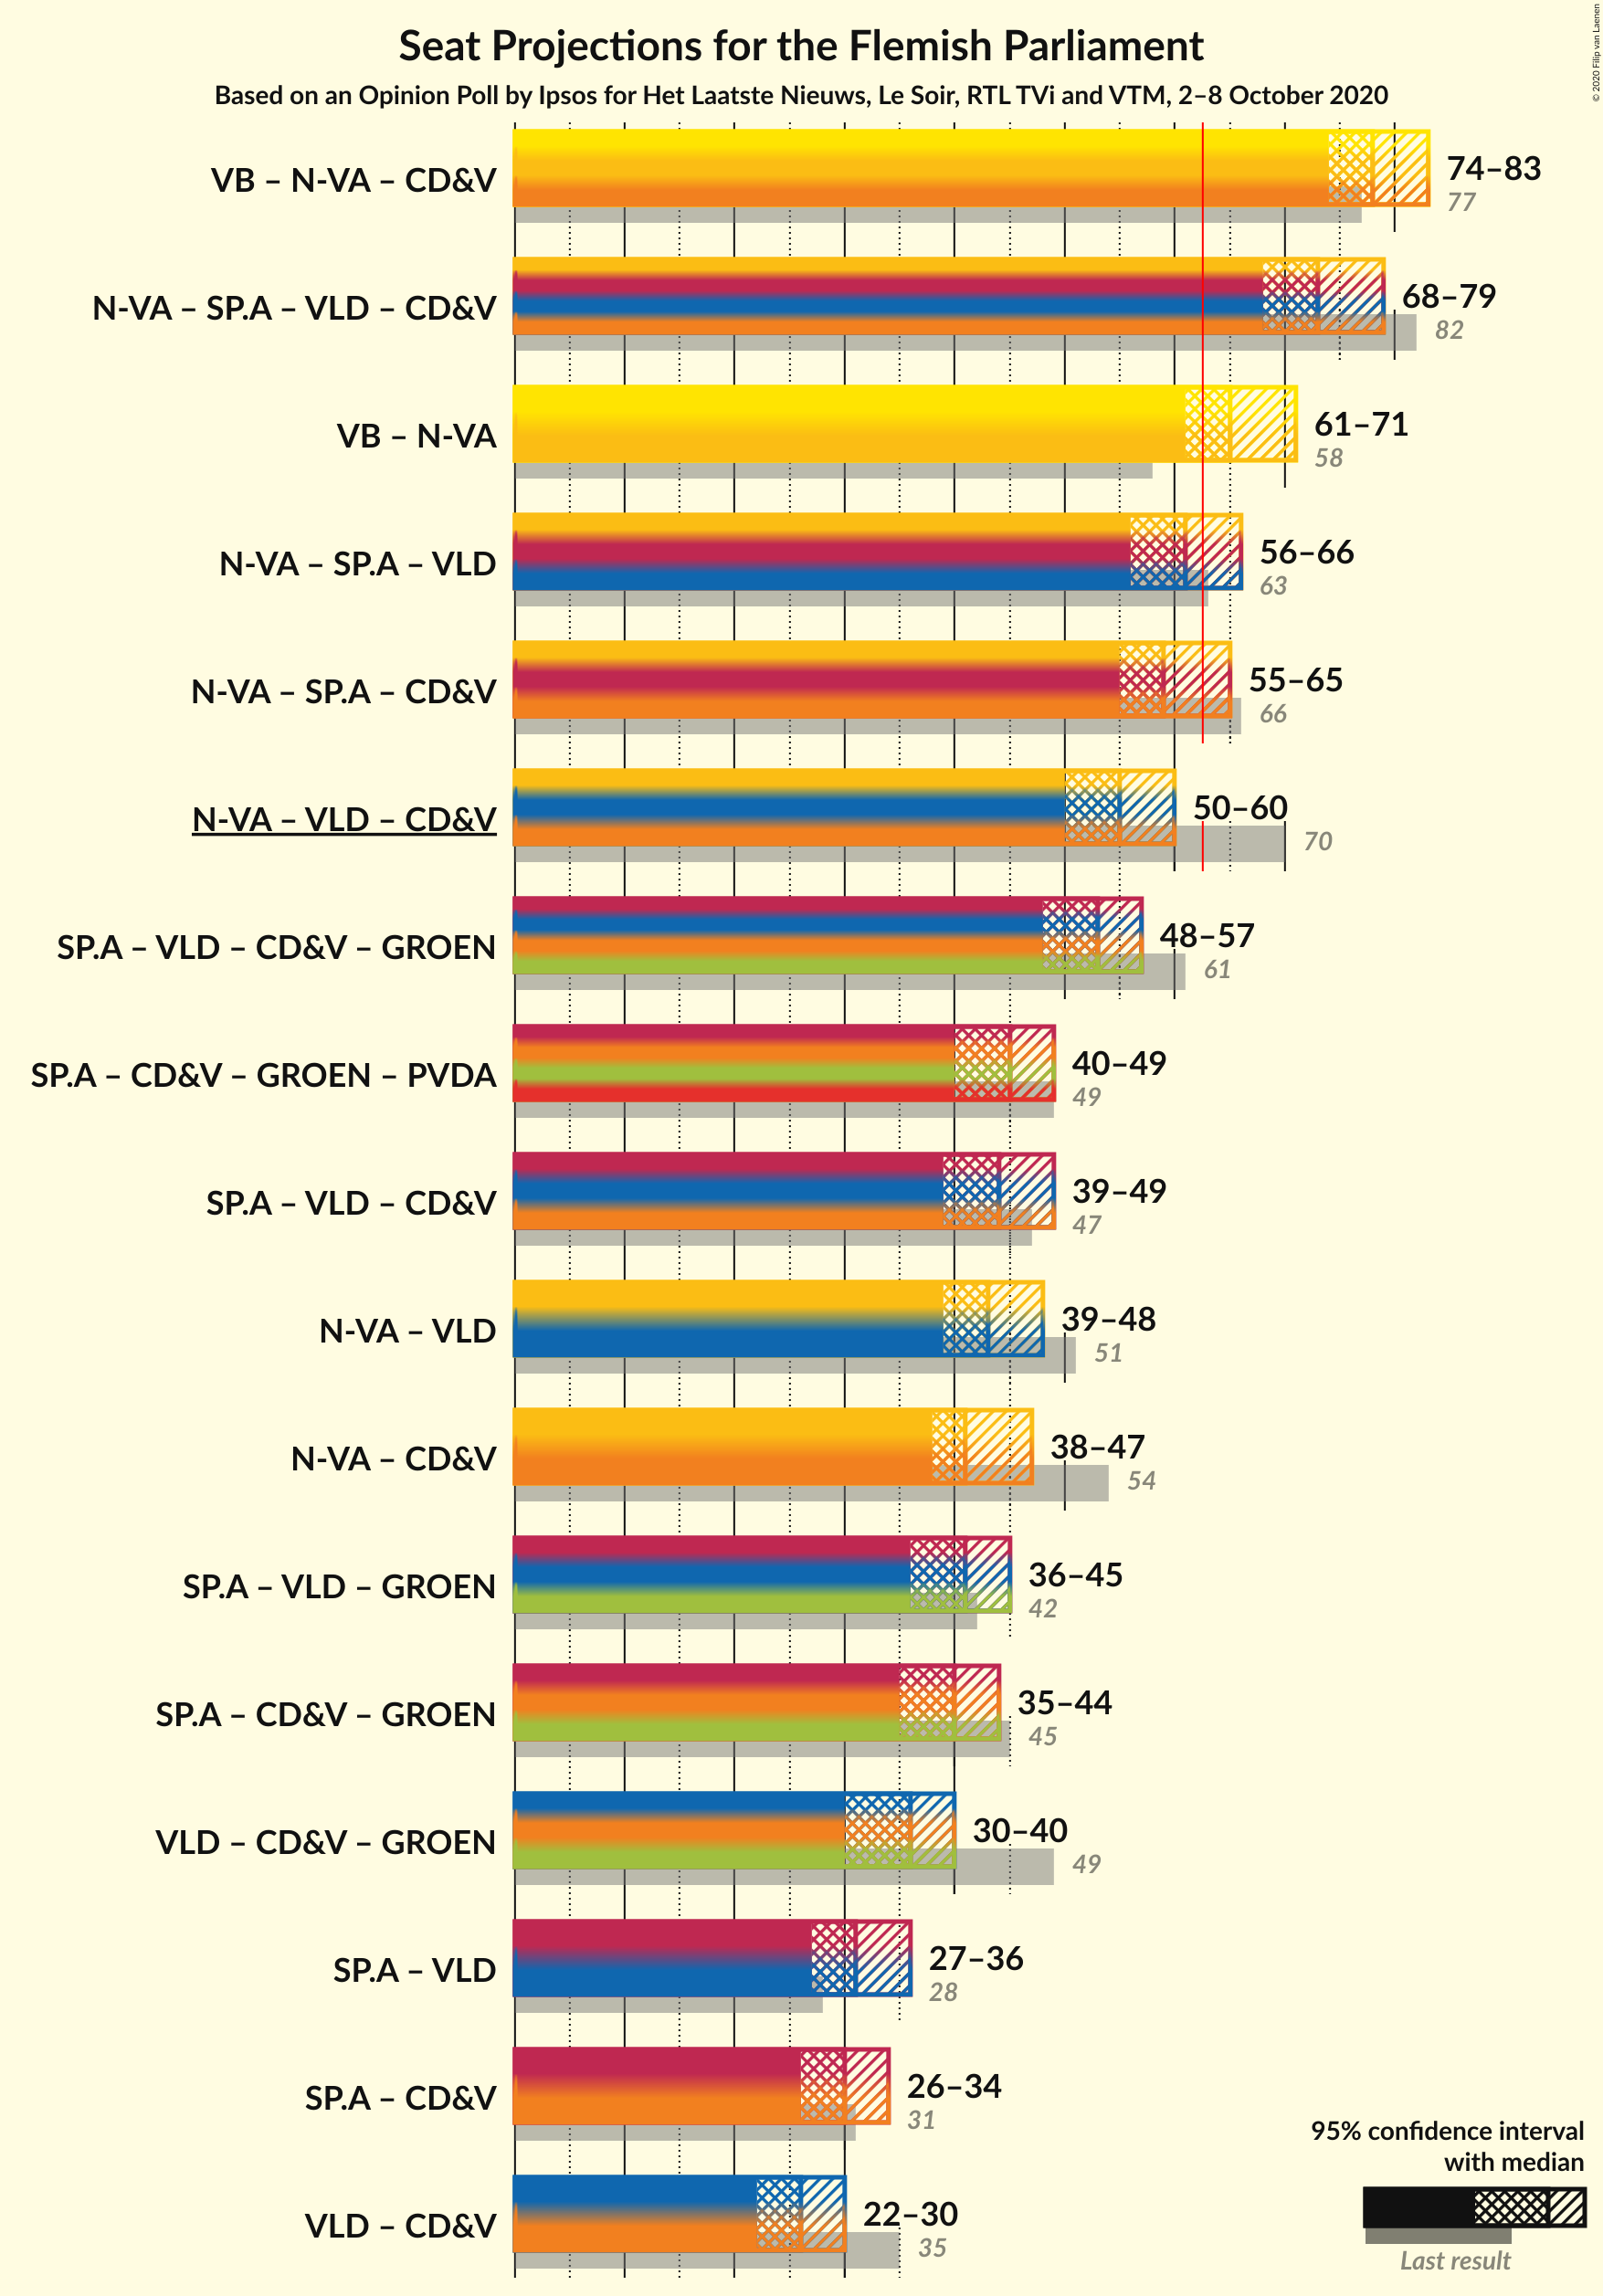 Seat Projections for the Flemish Parliament
Based on an Opinion Poll by Ipsos for Het Laatste Nieuws, Le Soir, RTL TVi and VTM, 2–8 October 2020
© 2020 Filip van Laenen
VB – N-VA – CD&V
74–83
77
N-VA – SP.A – VLD – CD&V
68–79
82
VB – N-VA
61–71
58
N-VA – SP.A – VLD
56–66
63
N-VA – SP.A – CD&V
55–65
66
N-VA – VLD – CD&V
50–60
70
SP.A – VLD – CD&V – GROEN
48–57
61
SP.A – CD&V – GROEN – PVDA
40–49
49
SP.A – VLD – CD&V
39–49
47
N-VA – VLD
39–48
51
N-VA – CD&V
38–47
54
SP.A – VLD – GROEN
36–45
42
SP.A – CD&V – GROEN
35–44
45
VLD – CD&V – GROEN
30–40
49
SP.A – VLD
27–36
28
SP.A – CD&V
26–34
31
VLD – CD&V
22–30
35
95% confidence interval
with median
Last result